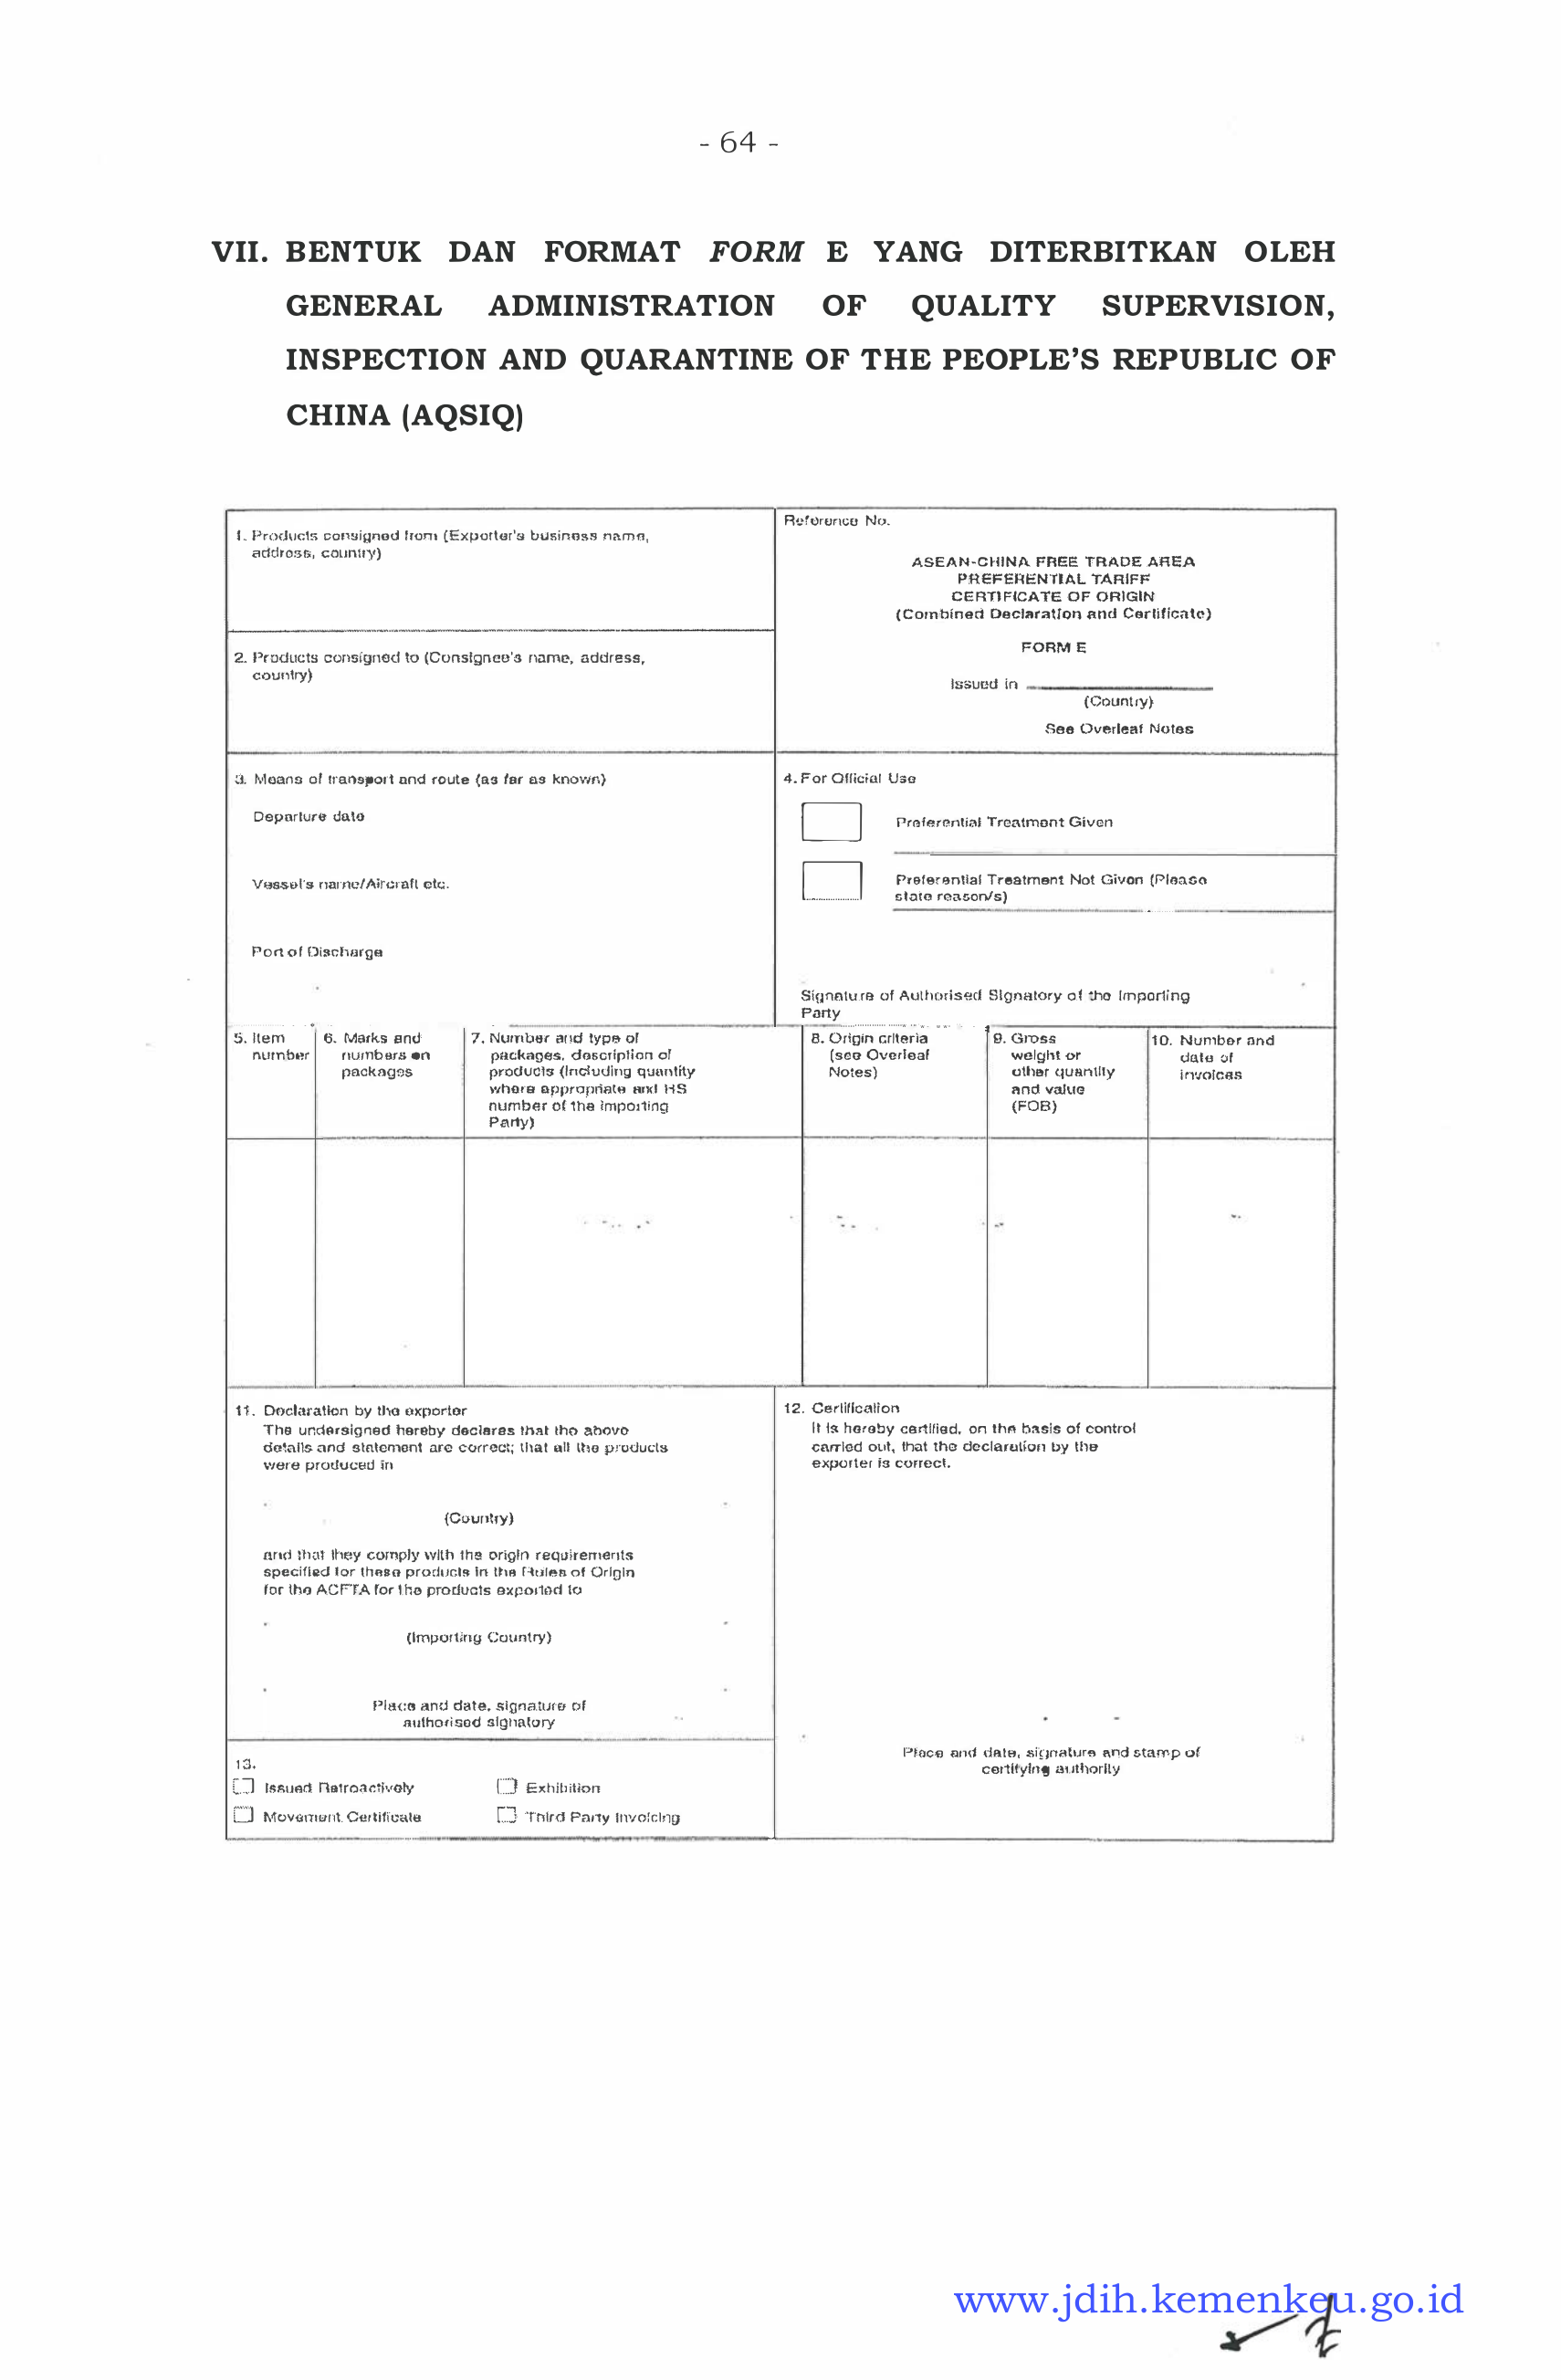 - 64 -
VII. BENTUK DAN FORMAT FORM E YANG DITERBITKAN OLEH
GENERAL ADMINISTRATION OF QUALITY SUPERVISION,
INSPECTION AND QUARANTINE OF THE PEOPLE'S REPUBLIC OF
CHINA (AQSIQ)
1. Products consigned from (Exporter's business name,
address, country)
Reference No.
ASEAN-CHINA FREE TRADE AREA
PREFERENTIAL TARIFF
CERTIFICATE OF ORIGIN
(Combined Declaration and Certificate)
FORM E
Issued in
(Country)
See Overleaf Notes
2. Products consigned to (Consignee's name, address,
country)
3. Means of transport and route (as far as known)
Departure date
Vessel's name/Aircraft etc.
Port of Discharge
4. For Official Use
Preferential Treatment Given
Preferential Treatment Not Given (Please
state reason/s)
Signature of Authorised Signatory of the Importing
Party
5. Item
number
6. Marks and
numbers on
packages
7. Number and type of
packages, description of
products (including quantity
where appropriate and HS
number of the importing
Party)
8. Origin criteria
(see Overleaf
Notes)
9. Gross
weight or
other quantity
and value
(FOB)
10. Number and
date of
invoices
11. Declaration by the exporter
The undersigned hereby declares that the above
details and statement are correct; that all the products
were produced in
(Country)
and that they comply with the origin requirements
specified for these products in the Rules of Origin
for the ACFTA for the products exported to
(Importing Country)
Place and date, signature of
authorised signatory
12. Certification
It is hereby certified, on the basis of control
carried out, that the declaration by the
exporter is correct.
Place and date, signature and stamp of
certifying authority
13.
Issued Retroactively
Exhibition
Movement Certificate
Third Party Invoicing
www.jdih.kemenkeu.go.id